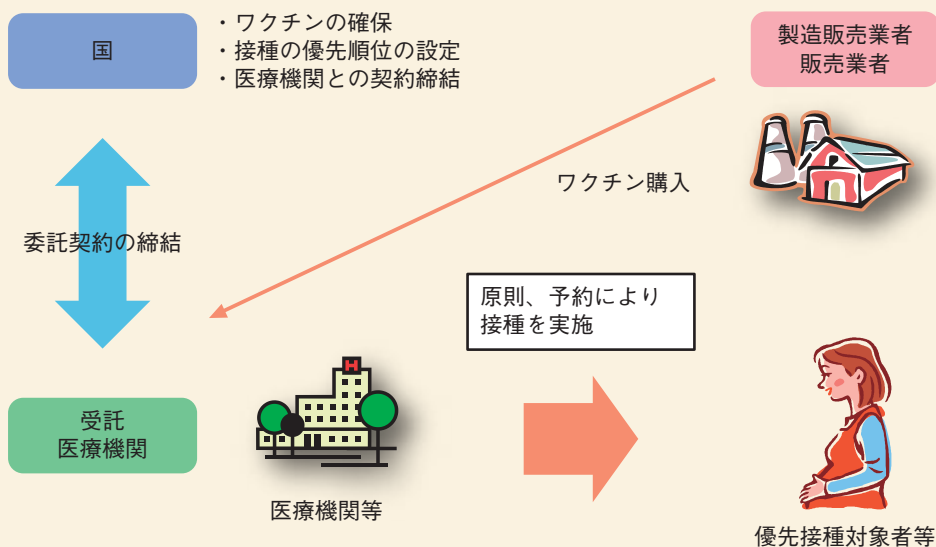 国
・ワクチンの確保
・接種の優先順位の設定
・医療機関との契約締結
製造販売業者
販売業者
ワクチン購入
委託契約の締結
原則、予約により
接種を実施
受託
医療機関
H
医療機関等
優先接種対象者等